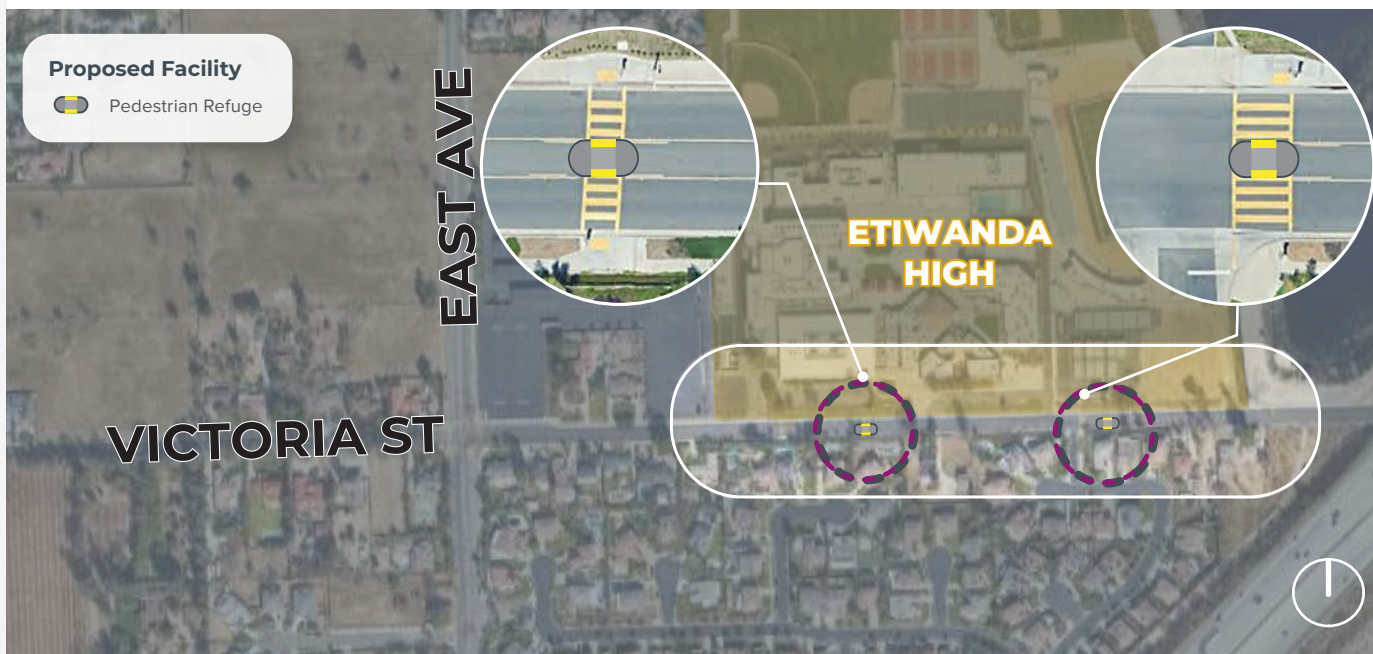 Proposed Facility
Pedestrian Refuge
EAST AVE
ETIWANDA
HIGH
VICTORIA ST